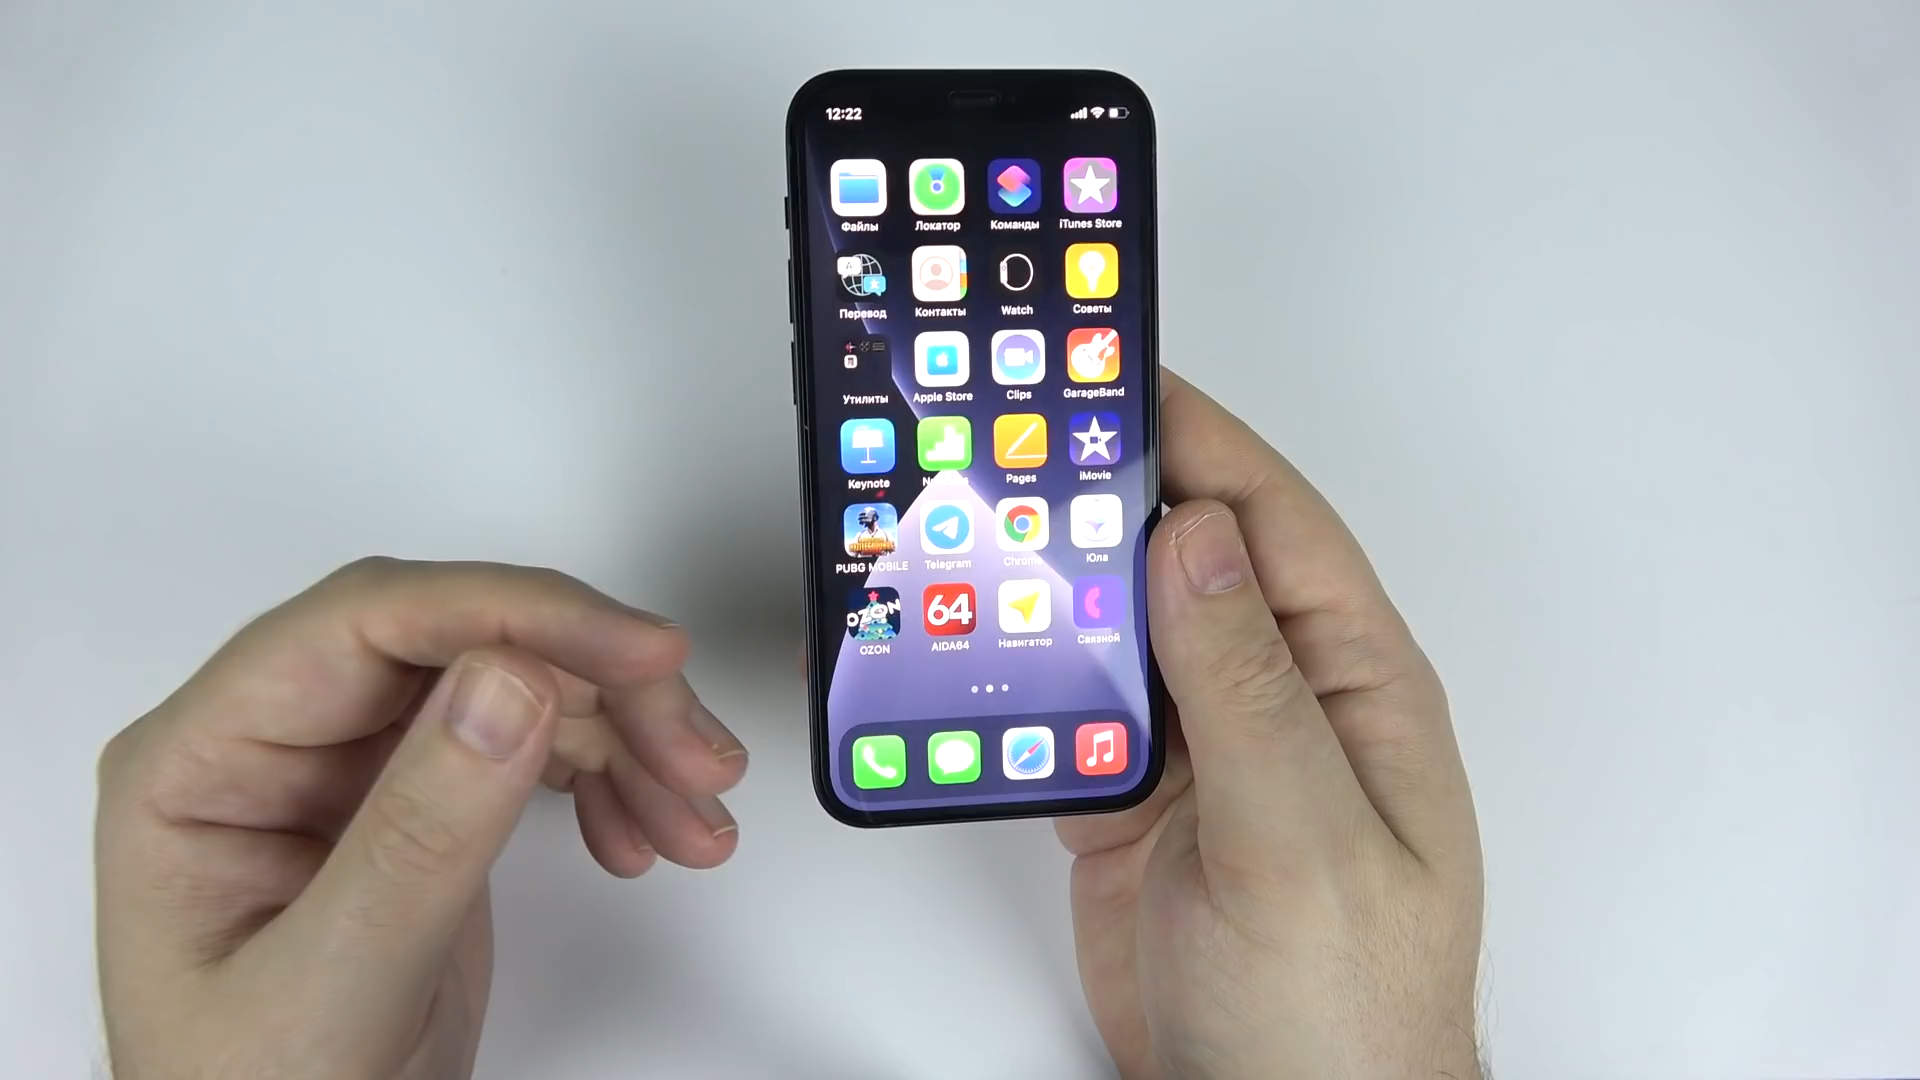 12:22
Файлы Локатор Команды iTunes Store
Перевод Контакты Watch Советы
Утилиты Apple Store Clips GarageBand
Keynote Pages iMovie
PUBG MOBILE Telegram Chrome Юла
OZON
64
OZON AIDA64 Навигатор Связной